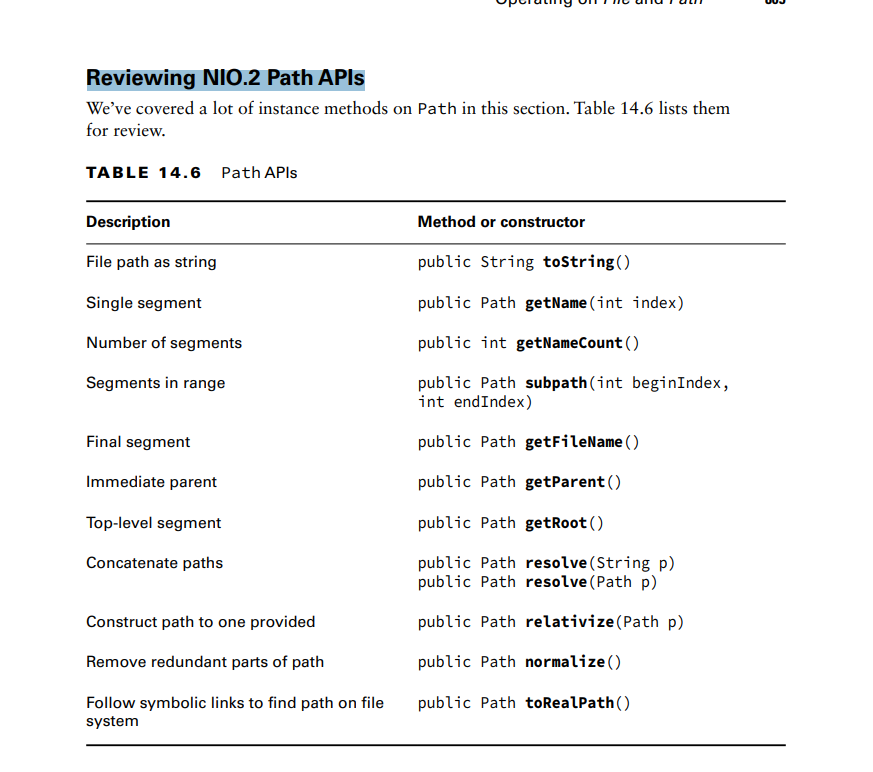 Operating on File and Path 805
Reviewing NIO.2 Path APIs
We’ve covered a lot of instance methods on Path in this section. Table 14.6 lists them
for review.
TABLE 14.6 Path APIs
Description Method or constructor
File path as string public String toString()
Single segment public Path getName(int index)
Number of segments public int getNameCount()
Segments in range public Path subpath(int beginIndex,
int endIndex)
Final segment public Path getFileName()
Immediate parent public Path getParent()
Top-level segment public Path getRoot()
Concatenate paths public Path resolve(String p)
public Path resolve(Path p)
Construct path to one provided public Path relativize(Path p)
Remove redundant parts of path public Path normalize()
Follow symbolic links to find path on file public Path toRealPath()
system